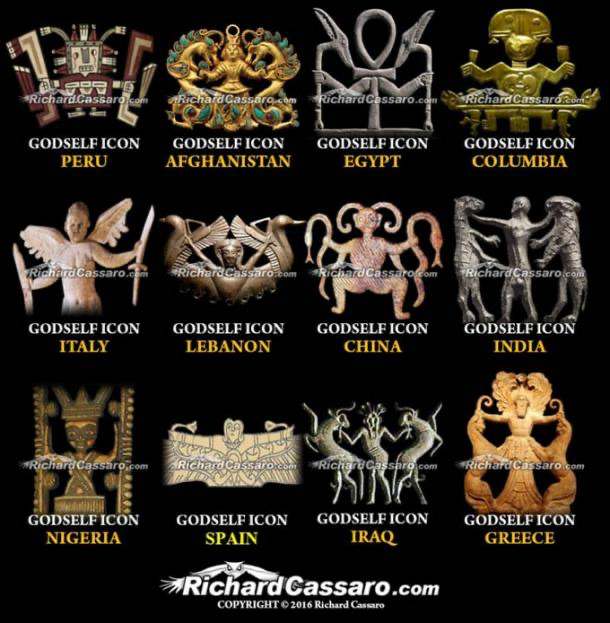 RichardCassaro.com RichardCassaro.com RichardCassaro.com RichardCassaro.com
GODSELF ICON GODSELF ICON GODSELF ICON GODSELF ICON
PERU AFGHANISTAN EGYPT COLUMBIA
RichardCassaro.com RichardCassaro.com RichardCassaro.com RichardCassaro.com
GODSELF ICON GODSELF ICON GODSELF ICON GODSELF ICON
ITALY LEBANON CHINA INDIA
RichardCassaro.com RichardCassaro.com RichardCassaro.com RichardCassaro.com
GODSELF ICON GODSELF ICON GODSELF ICON GODSELF ICON
NIGERIA SPAIN IRAQ GREECE
RichardCassaro.com
COPYRIGHT © 2016 Richard Cassaro